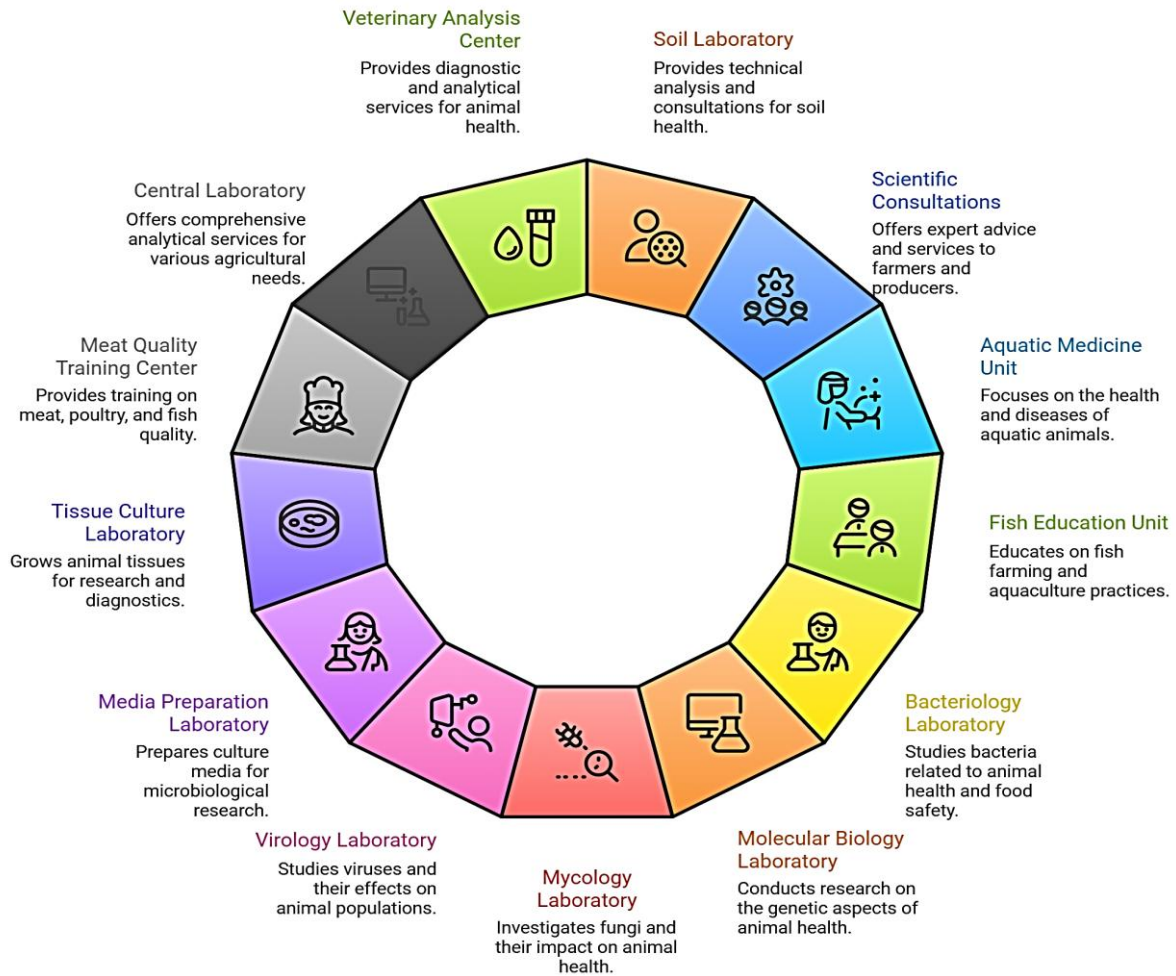 Veterinary Analysis
Center
Provides diagnostic
and analytical
services for animal
health.
Soil Laboratory
Provides technical
analysis and
consultations for soil
health.
Scientific
Consultations
Offers expert advice
and services to
farmers and
producers.
Aquatic Medicine
Unit
Focuses on the health
and diseases of
aquatic animals.
Fish Education Unit
Educates on fish
farming and
aquaculture practices.
Bacteriology
Laboratory
Studies bacteria
related to animal
health and food
safety.
Molecular Biology
Laboratory
Conducts research on
the genetic aspects of
animal health.
Mycology
Laboratory
Investigates fungi and
their impact on animal
health.
Virology Laboratory
Studies viruses and
their effects on
animal populations.
Media Preparation
Laboratory
Prepares culture
media for
microbiological
research.
Tissue Culture
Laboratory
Grows animal tissues
for research and
diagnostics.
Meat Quality
Training Center
Provides training on
meat, poultry, and fish
quality.
Central Laboratory
Offers comprehensive
analytical services for
various agricultural
needs.